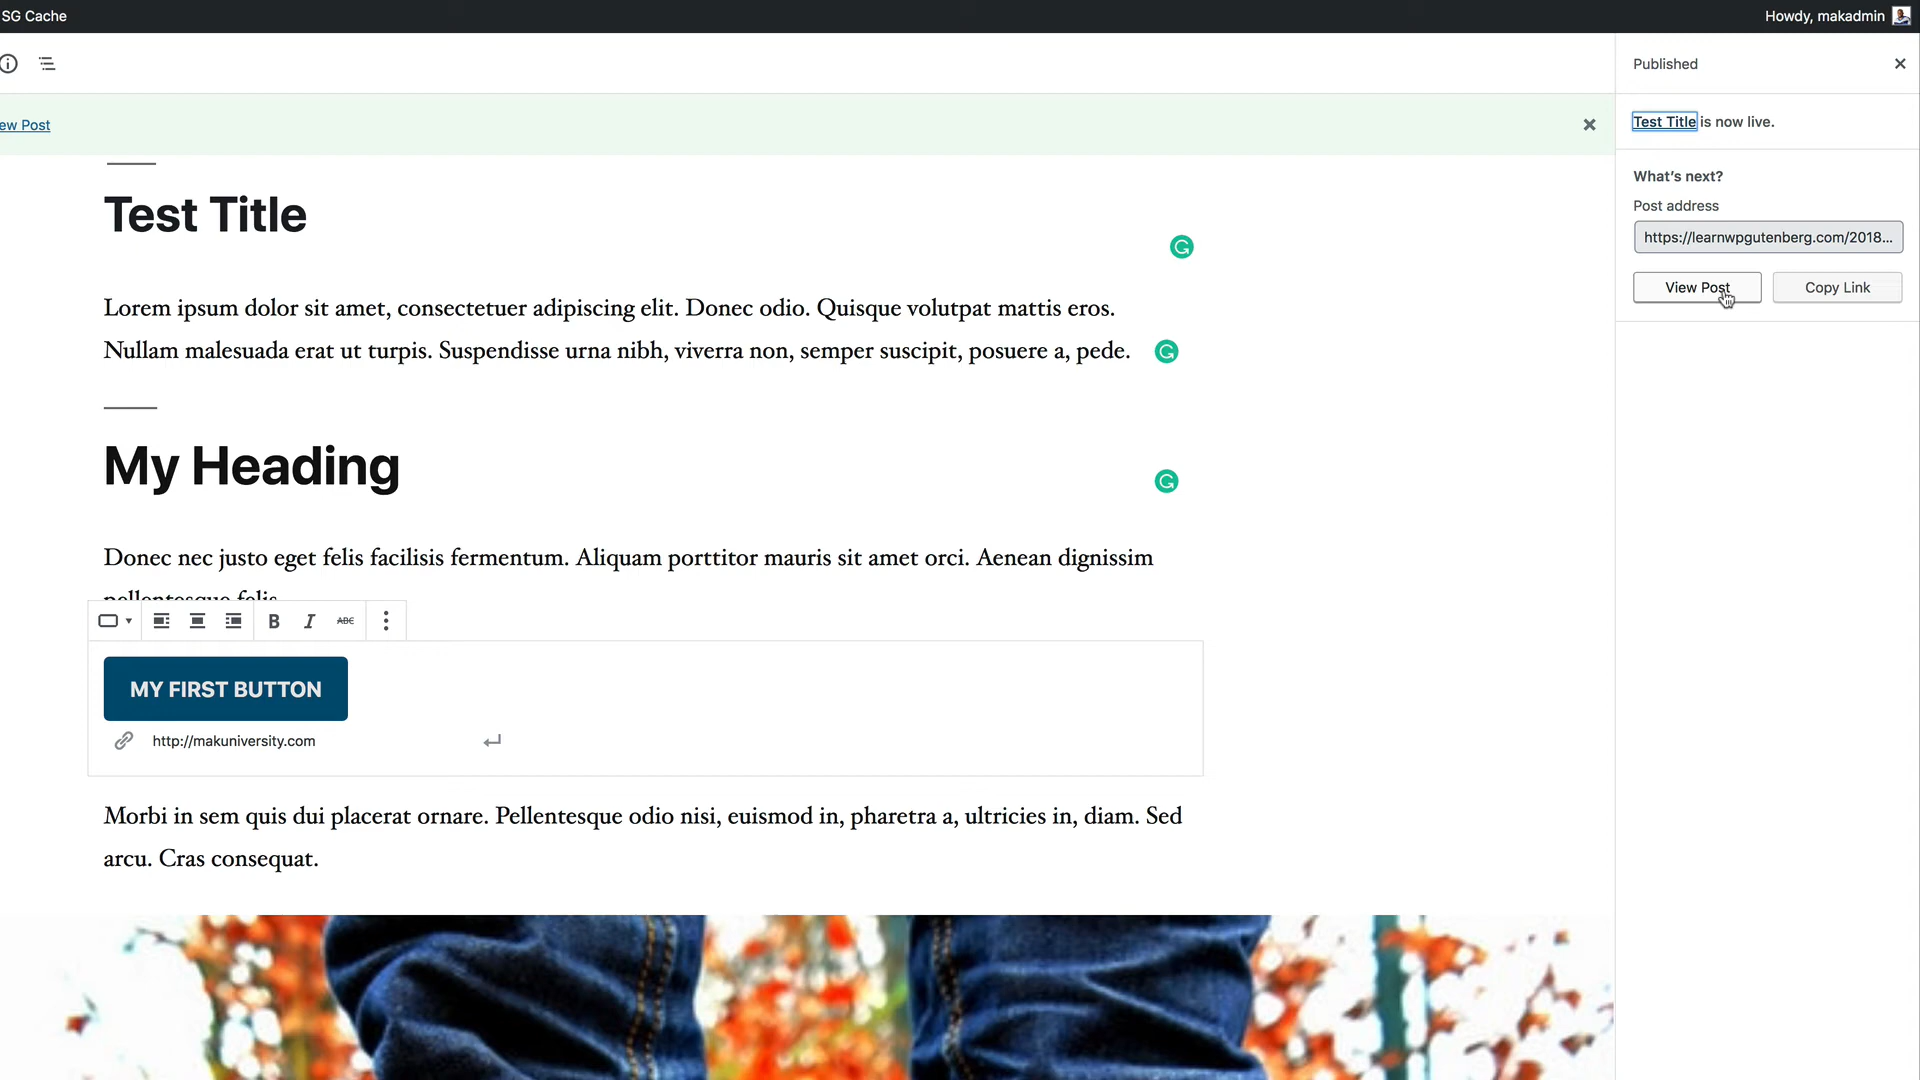 SG Cache
Howdy, makadmin
Published
ew Post
Test Title is now live.
What's next?
Post address
https://learnwpgutenberg.com/2018...
View Post
Copy Link
Test Title
Lorem ipsum dolor sit amet, consectetuer adipiscing elit. Donec odio. Quisque volutpat mattis eros.
Nullam malesuada erat ut turpis. Suspendisse urna nibh, viverra non, semper suscipit, posuere a, pede.
My Heading
Donec nec justo eget felis facilisis fermentum. Aliquam porttitor mauris sit amet orci. Aenean dignissim
pellentesque felis.
B I ABC
MY FIRST BUTTON
http://makuniversity.com
Morbi in sem quis dui placerat ornare. Pellentesque odio nisi, euismod in, pharetra a, ultricies in, diam. Sed
arcu. Cras consequat.